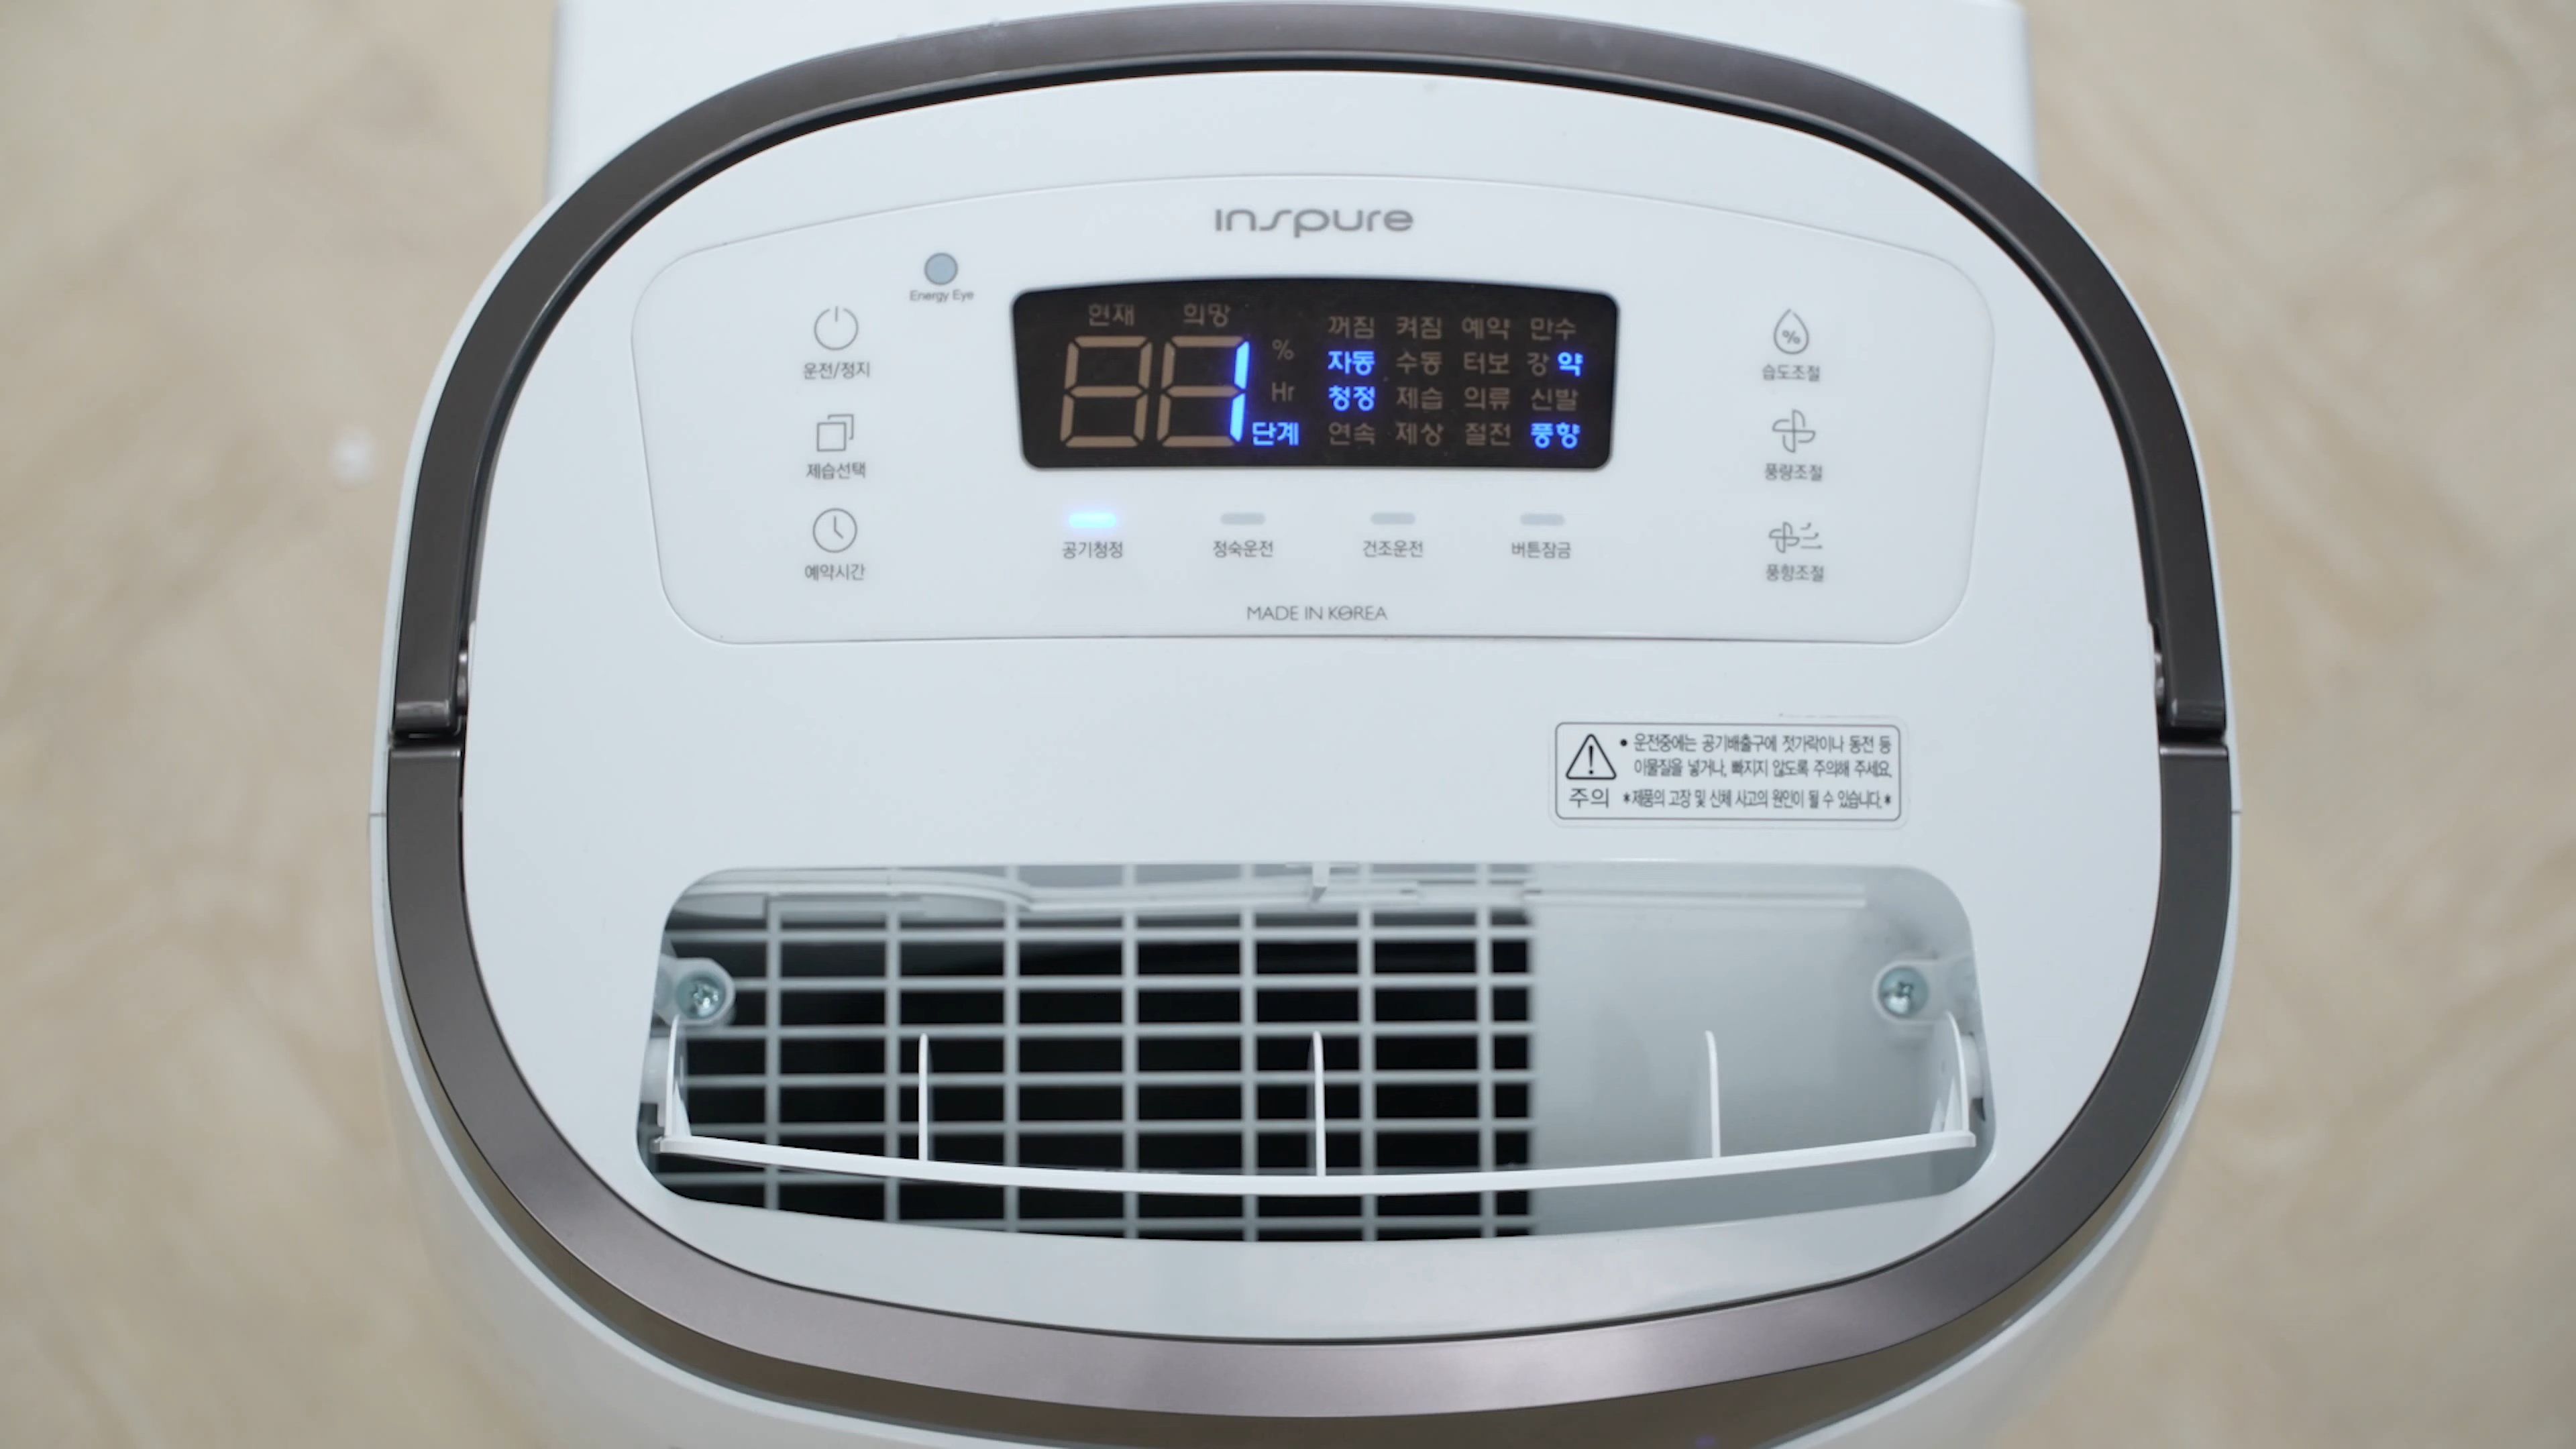 inspure
Energy Eye
운전/정지
제습선택
예약시간
현재 희망
1
%
Hr
단계
꺼짐 켜짐 예약 만수
자동 수동 터보 강 약
청정 제습 의류 신발
연속 제상 절전 풍향
습도조절
풍량조절
풍향조절
공기청정 정숙운전 건조운전 버튼잠금
MADE IN KOREA
주의
• 운전중에는 공기배출구에 젓가락이나 동전 등
이물질을 넣거나, 빠지지 않도록 주의해 주세요.
*제품의 고장 및 신체 사고의 원인이 될 수 있습니다.*